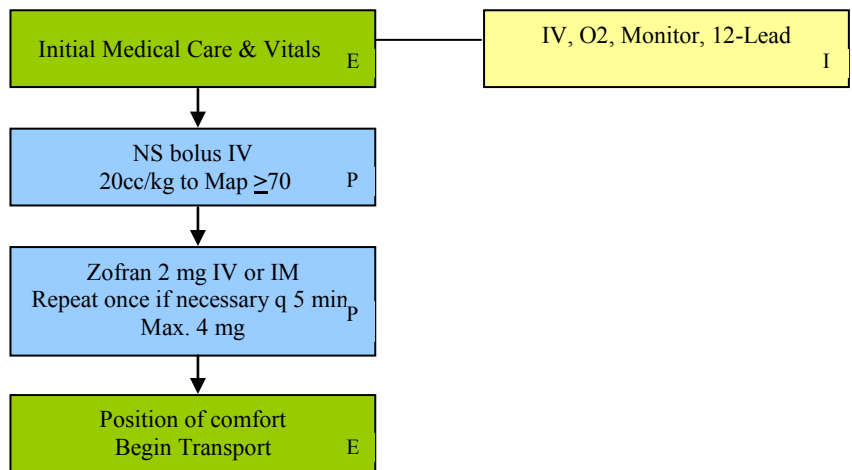 Initial Medical Care & Vitals
E
IV, O2, Monitor, 12-Lead
I
NS bolus IV
20cc/kg to Map ≥70
P
Zofran 2 mg IV or IM
Repeat once if necessary q 5 min
P
Max. 4 mg
Position of comfort
Begin Transport
E